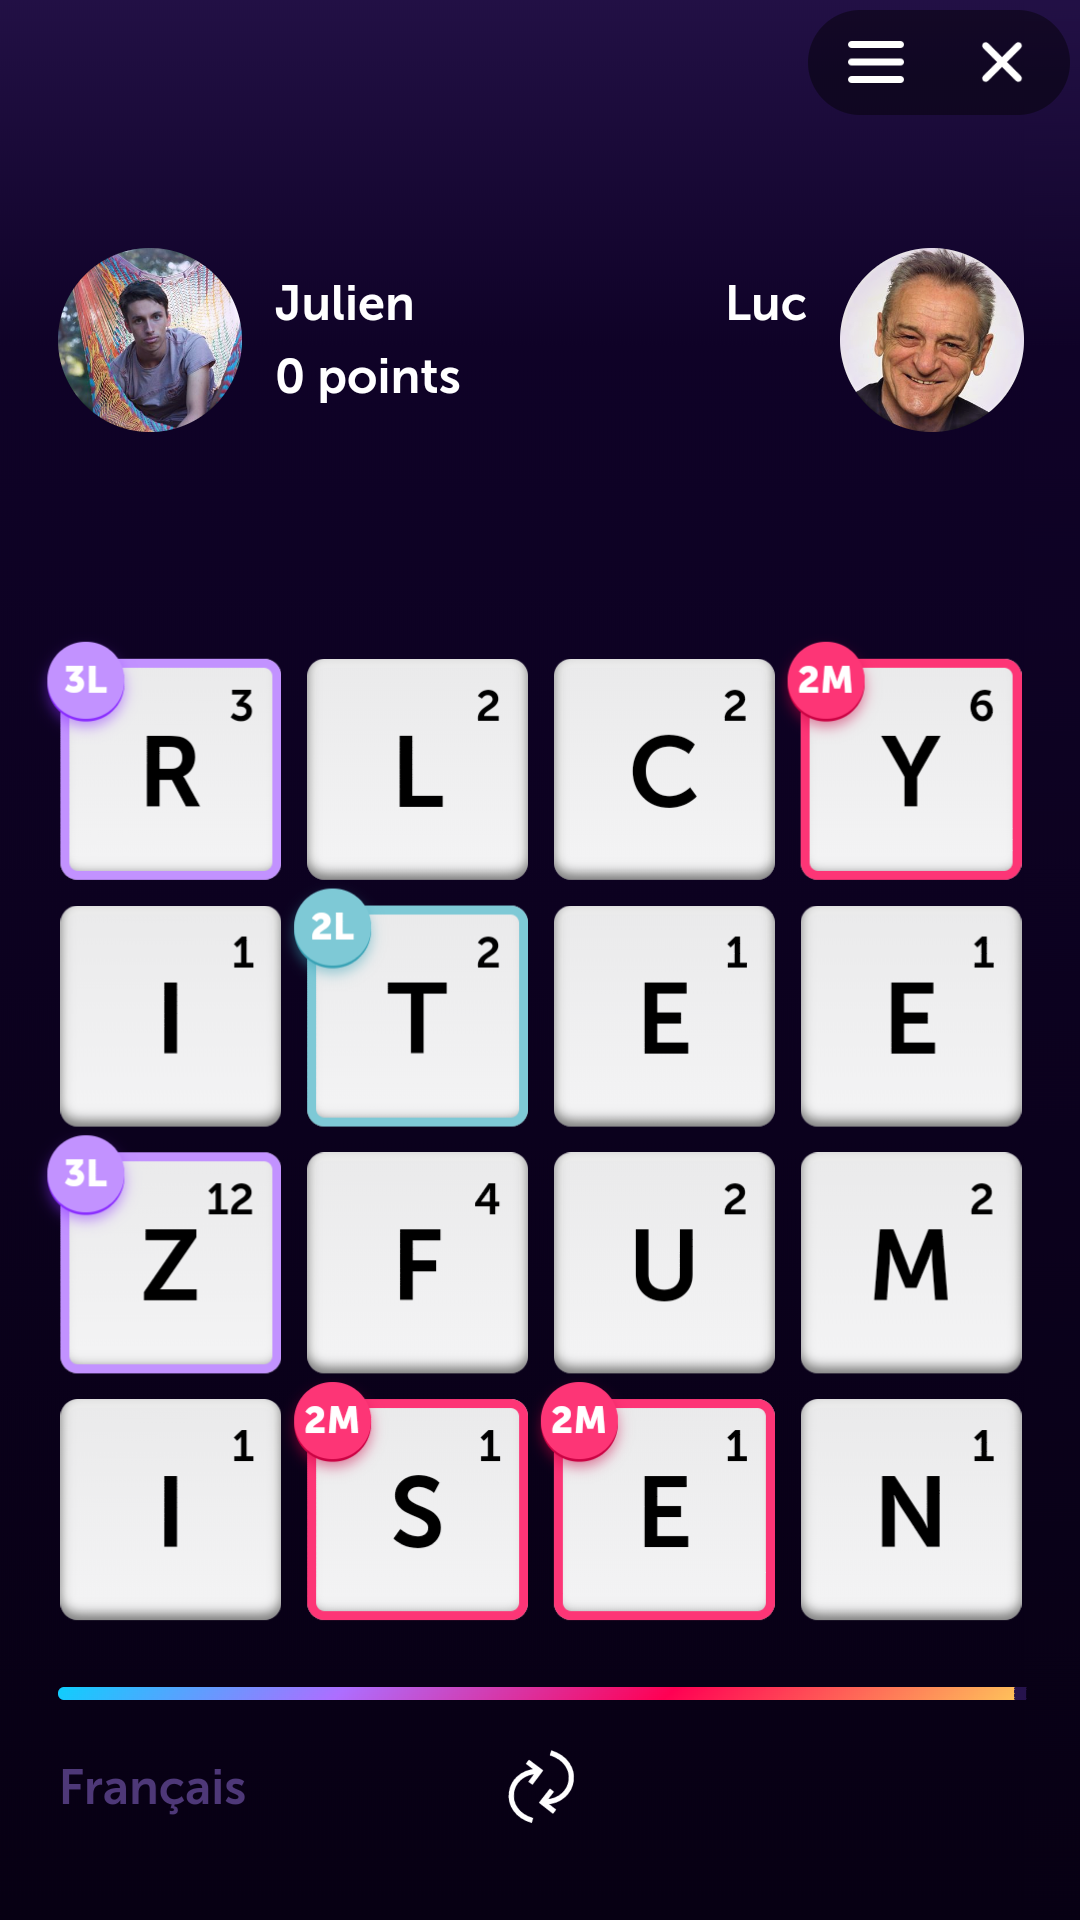 Julien
Luc
0 points
3L 2M
3 2 2 6
R L C Y
2L
1 2 1 1
I T E E
3L
12 4 2 2
Z F U M
2M 2M
1 1 1 1
I S E N
Français